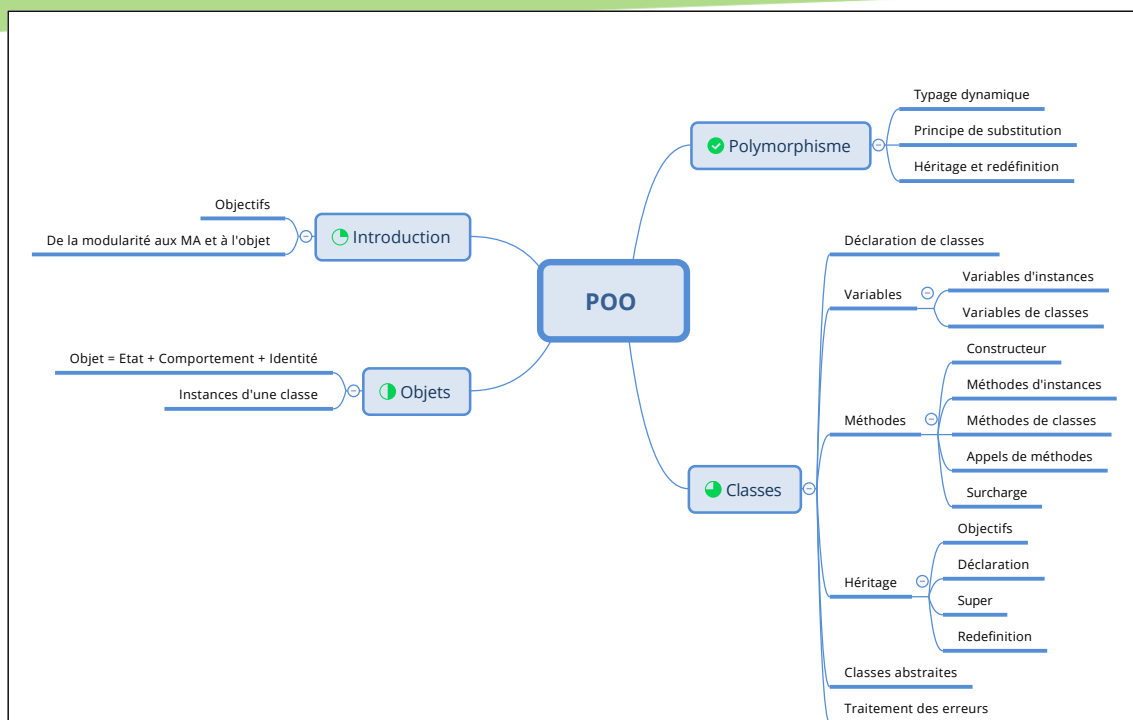 POO
Introduction
Objectifs
De la modularité aux MA et à l'objet
Objets
Objet = Etat + Comportement + Identité
Instances d'une classe
Classes
Déclaration de classes
Variables
Variables d'instances
Variables de classes
Méthodes
Constructeur
Méthodes d'instances
Méthodes de classes
Appels de méthodes
Surcharge
Héritage
Objectifs
Déclaration
Super
Redefinition
Classes abstraites
Traitement des erreurs
Polymorphisme
Typage dynamique
Principe de substitution
Héritage et redéfinition